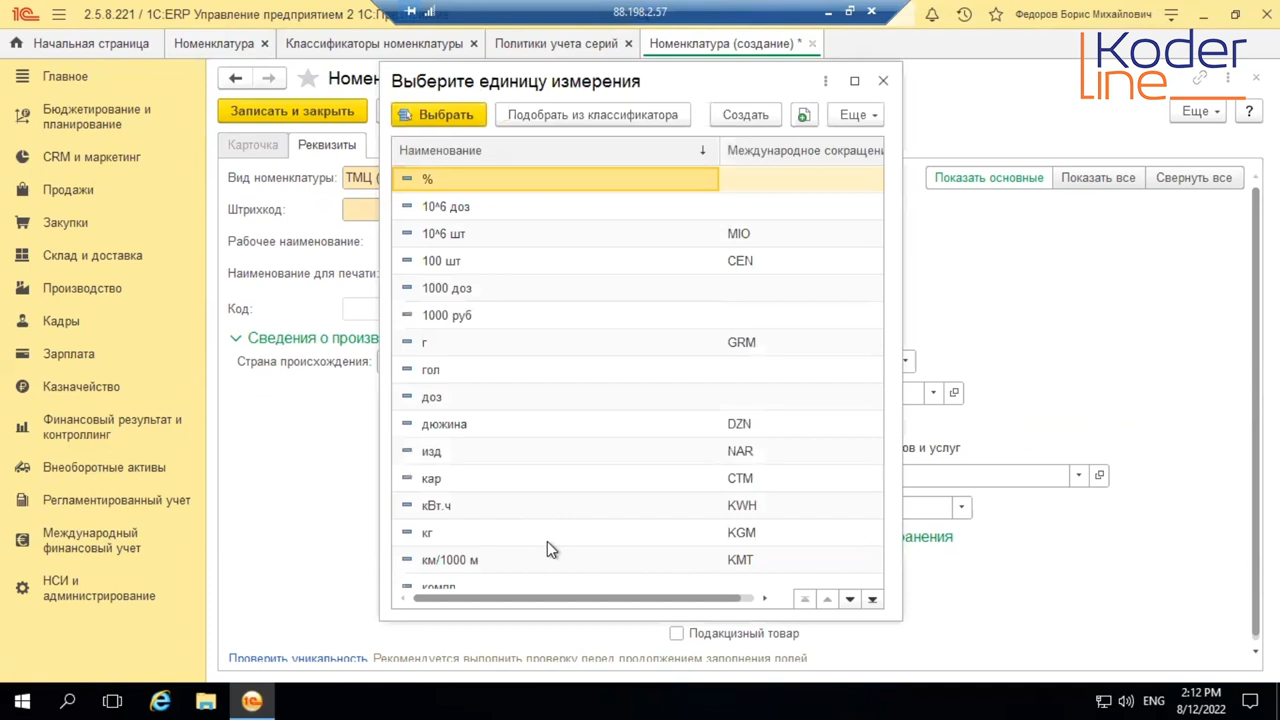 2.5.8.221 / 1С:ERP Управление предприятием 2 1С:Пр
88.198.2.57
Федоров Борис Михайлович
Начальная страница
Номенклатура
Классификаторы номенклатуры
Политики учета серий
Номенклатура (создание) *
Koder
line
Главное
Бюджетирование и
планирование
CRM и маркетинг
Продажи
Закупки
Склад и доставка
Производство
Кадры
Зарплата
Казначейство
Финансовый результат и
контроллинг
Внеоборотные активы
Регламентированный учет
Международный
финансовый учет
НСИ и
администрирование
Номен
Записать и закрыть
Еще
?
Карточка
Реквизиты
Вид номенклатуры:
ТМЦ (
Показать основные
Показать все
Свернуть все
Штрихкод:
Рабочее наименование:
Наименование для печати:
Код:
Сведения о произв
Страна происхождения:
ов и услуг
ранения
Подакцизный товар
Проверить уникальность
Рекомендуется выполнить проверку перед продолжением заполнения полей
Выберите единицу измерения
Выбрать
Подобрать из классификатора
Создать
Еще
Наименование
Международное сокращени
%
10^6 доз
10^6 шт MIO
100 шт CEN
1000 доз
1000 руб
г GRM
гол
доз
дюжина DZN
изд NAR
кар CTM
кВт.ч KWH
кг KGM
км/1000 м KMT
компл
ENG
2:12 PM
8/12/2022